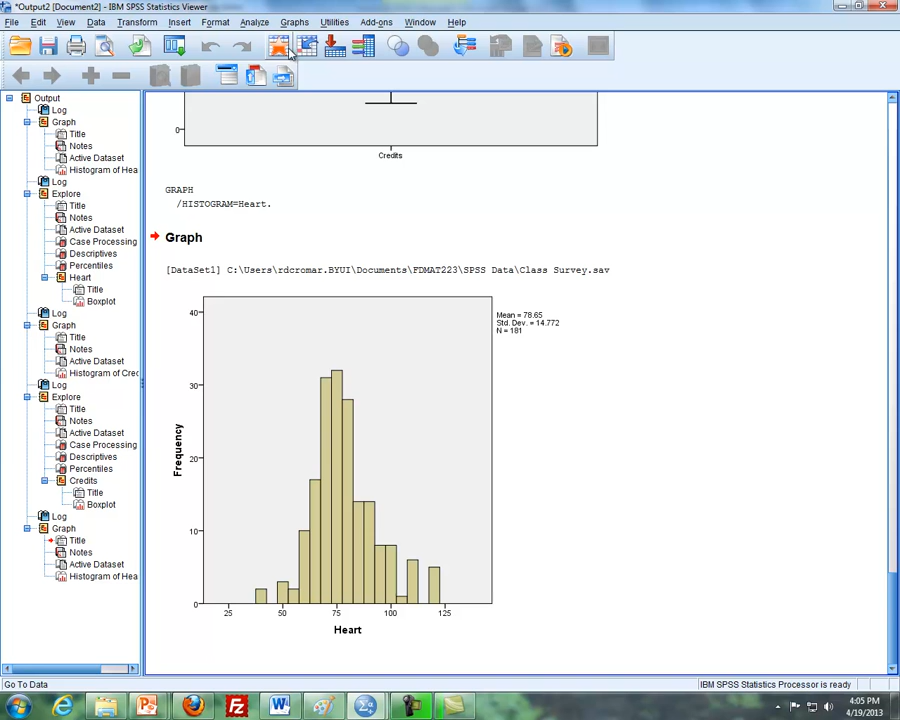 *Output2 [Document2] - IBM SPSS Statistics Viewer
File Edit View Data Transform Insert Format Analyze Graphs Utilities Add-ons Window Help
Output
Log
Graph
Title
Notes
Active Dataset
Histogram of Hea
Log
Explore
Title
Notes
Active Dataset
Case Processing
Descriptives
Percentiles
Heart
Title
Boxplot
Log
Graph
Title
Notes
Active Dataset
Histogram of Cred
Log
Explore
Title
Notes
Active Dataset
Case Processing
Descriptives
Percentiles
Credits
Title
Boxplot
Log
Graph
Title
Notes
Active Dataset
Histogram of Hea
0
Credits
GRAPH
/HISTOGRAM=Heart.
Graph
[DataSet1] C:\Users\rdcromar.BYUI\Documents\FDMAT223\SPSS Data\Class Survey.sav
Mean = 78.65
Std. Dev. = 14.772
N = 181
40
30
20
10
0
Frequency
25 50 75 100 125
Heart
Go To Data
IBM SPSS Statistics Processor is ready
4:05 PM
4/19/2013